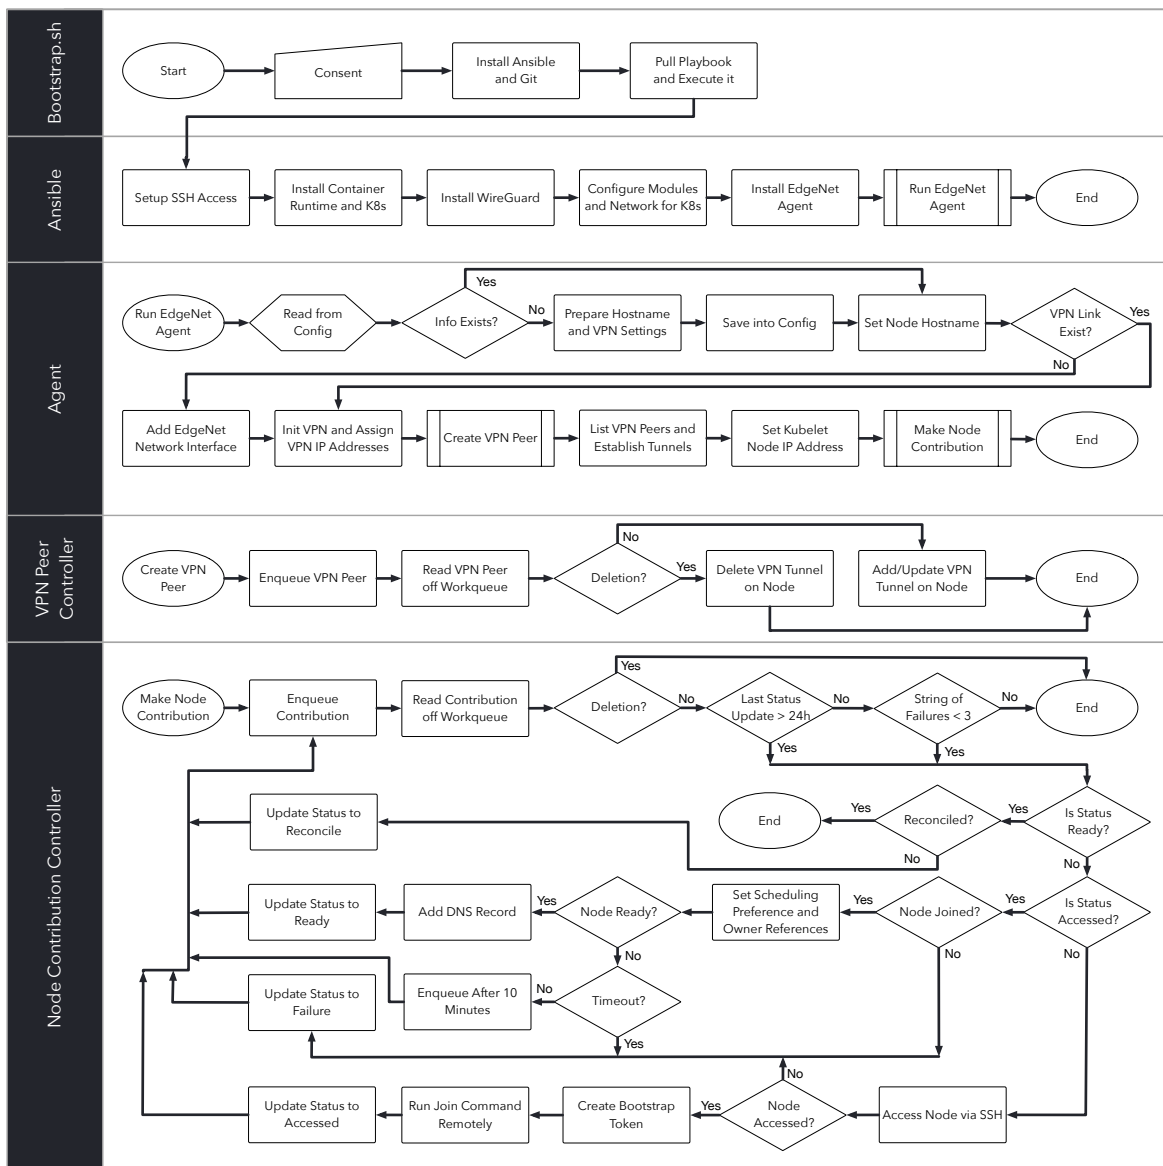 Bootstrap.sh
Start
Consent
Install Ansible
and Git
Pull Playbook
and Execute it
Ansible
Setup SSH Access
Install Container
Runtime and K8s
Install WireGuard
Configure Modules
and Network for K8s
Install EdgeNet
Agent
Run EdgeNet
Agent
End
Agent
Run EdgeNet
Agent
Read from
Config
Info Exists?
Yes
No
Prepare Hostname
and VPN Settings
Save into Config
Set Node Hostname
VPN Link
Exist?
Yes
No
Add EdgeNet
Network Interface
Init VPN and Assign
VPN IP Addresses
Create VPN Peer
List VPN Peers and
Establish Tunnels
Set Kubelet
Node IP Address
Make Node
Contribution
End
VPN Peer
Controller
Create VPN
Peer
Enqueue VPN Peer
Read VPN Peer
off Workqueue
Deletion?
No
Yes
Delete VPN Tunnel
on Node
Add/Update VPN
Tunnel on Node
End
Node Contribution Controller
Make Node
Contribution
Enqueue
Contribution
Read Contribution
off Workqueue
Deletion?
Yes
No
Last Status
Update > 24h
No
Yes
String of
Failures < 3
No
Yes
End
Update Status to
Reconcile
End
Yes
Reconciled?
No
Yes
Is Status
Ready?
No
Update Status to
Ready
Add DNS Record
Yes
Node Ready?
No
Set Scheduling
Preference and
Owner References
Yes
Node Joined?
No
Yes
Is Status
Accessed?
No
Update Status to
Failure
Enqueue After 10
Minutes
No
Timeout?
Yes
Update Status to
Accessed
Run Join Command
Remotely
Create Bootstrap
Token
Yes
No
Node
Accessed?
Access Node via SSH